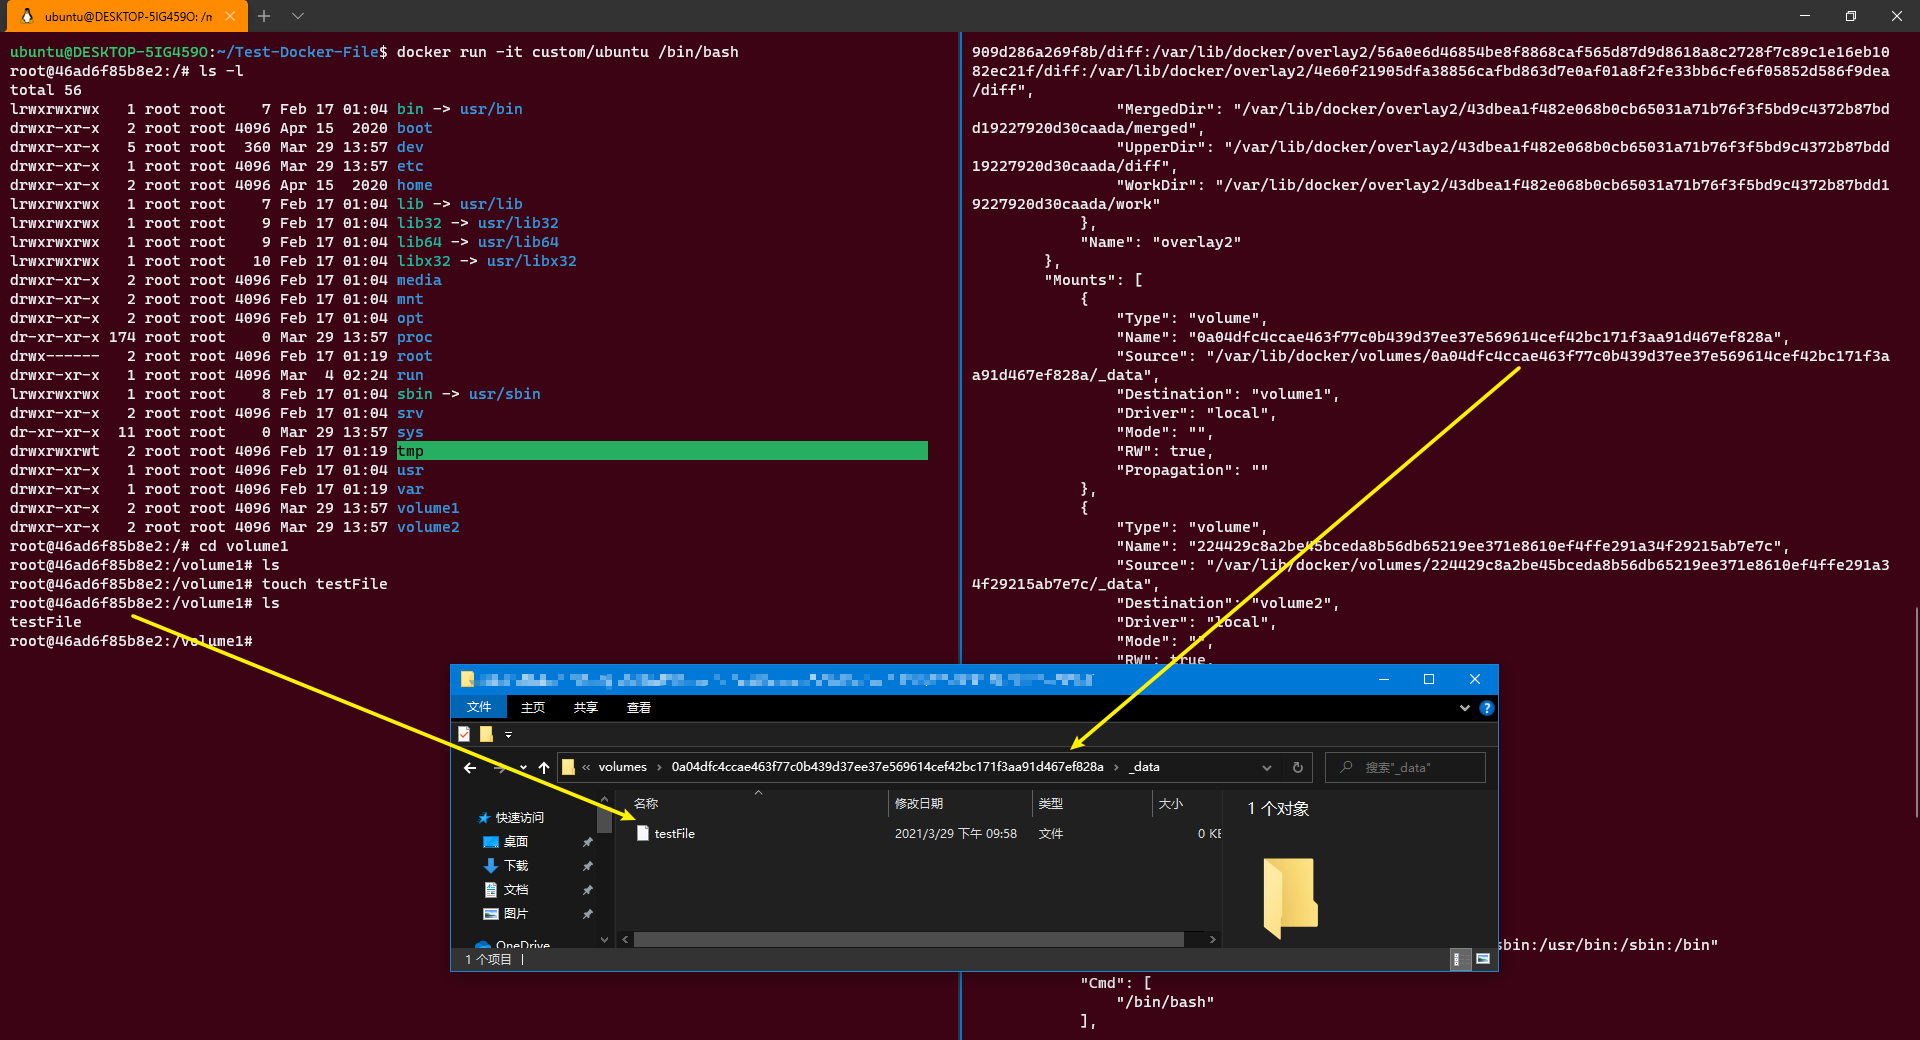 ubuntu@DESKTOP-5IG459O: /m
ubuntu@DESKTOP-5IG459O:~/Test-Docker-File$ docker run -it custom/ubuntu /bin/bash
root@46ad6f85b8e2:/# ls -l
total 56
lrwxrwxrwx   1 root root    7 Feb 17 01:04 bin -> usr/bin
drwxr-xr-x   2 root root 4096 Apr 15  2020 boot
drwxr-xr-x   5 root root  360 Mar 29 13:57 dev
drwxr-xr-x   1 root root 4096 Mar 29 13:57 etc
drwxr-xr-x   2 root root 4096 Apr 15  2020 home
lrwxrwxrwx   1 root root    7 Feb 17 01:04 lib -> usr/lib
lrwxrwxrwx   1 root root    9 Feb 17 01:04 lib32 -> usr/lib32
lrwxrwxrwx   1 root root    9 Feb 17 01:04 lib64 -> usr/lib64
lrwxrwxrwx   1 root root   10 Feb 17 01:04 libx32 -> usr/libx32
drwxr-xr-x   2 root root 4096 Feb 17 01:04 media
drwxr-xr-x   2 root root 4096 Feb 17 01:04 mnt
drwxr-xr-x   2 root root 4096 Feb 17 01:04 opt
dr-xr-xr-x 174 root root    0 Mar 29 13:57 proc
drwx------   2 root root 4096 Feb 17 01:19 root
drwxr-xr-x   1 root root 4096 Mar  4 02:24 run
lrwxrwxrwx   1 root root    8 Feb 17 01:04 sbin -> usr/sbin
drwxr-xr-x   2 root root 4096 Feb 17 01:04 srv
dr-xr-xr-x  11 root root    0 Mar 29 13:57 sys
drwxrwxrwt   2 root root 4096 Feb 17 01:19 tmp
drwxr-xr-x   1 root root 4096 Feb 17 01:04 usr
drwxr-xr-x   1 root root 4096 Feb 17 01:19 var
drwxr-xr-x   2 root root 4096 Mar 29 13:57 volume1
drwxr-xr-x   2 root root 4096 Mar 29 13:57 volume2
root@46ad6f85b8e2:/# cd volume1
root@46ad6f85b8e2:/volume1# ls
root@46ad6f85b8e2:/volume1# touch testFile
root@46ad6f85b8e2:/volume1# ls
testFile
root@46ad6f85b8e2:/volume1#
909d286a269f8b/diff:/var/lib/docker/overlay2/56a0e6d46854be8f8868caf565d87d9d8618a8c2728f7c89c1e16eb10
82ec21f/diff:/var/lib/docker/overlay2/4e60f21905dfa38856cafbd863d7e0af01a8f2fe33bb6cfe6f05852d586f9dea
/diff",
"MergedDir": "/var/lib/docker/overlay2/43dbea1f482e068b0cb65031a71b76f3f5bd9c4372b87bd
d19227920d30caada/merged",
"UpperDir": "/var/lib/docker/overlay2/43dbea1f482e068b0cb65031a71b76f3f5bd9c4372b87bdd
19227920d30caada/diff",
"WorkDir": "/var/lib/docker/overlay2/43dbea1f482e068b0cb65031a71b76f3f5bd9c4372b87bdd1
9227920d30caada/work"
},
"Name": "overlay2"
},
"Mounts": [
{
"Type": "volume",
"Name": "0a04dfc4ccae463f77c0b439d37ee37e569614cef42bc171f3aa91d467ef828a",
"Source": "/var/lib/docker/volumes/0a04dfc4ccae463f77c0b439d37ee37e569614cef42bc171f3a
a91d467ef828a/_data",
"Destination": "volume1",
"Driver": "local",
"Mode": "",
"RW": true,
"Propagation": ""
},
{
"Type": "volume",
"Name": "224429c8a2be45bceda8b56db65219ee371e8610ef4ffe291a34f29215ab7e7c",
"Source": "/var/lib/docker/volumes/224429c8a2be45bceda8b56db65219ee371e8610ef4ffe291a3
4f29215ab7e7c/_data",
"Destination": "volume2",
"Driver": "local",
"Mode": "",
"RW": true,
文件 主页 共享 查看
« volumes › 0a04dfc4ccae463f77c0b439d37ee37e569614cef42bc171f3aa91d467ef828a › _data
搜索"_data"
快速访问
桌面
下载
文档
图片
OneDrive
名称 修改日期 类型 大小
testFile 2021/3/29 下午 09:58 文件 0 KB
1 个对象
1 个项目
sbin:/usr/bin:/sbin:/bin"
"Cmd": [
"/bin/bash"
],